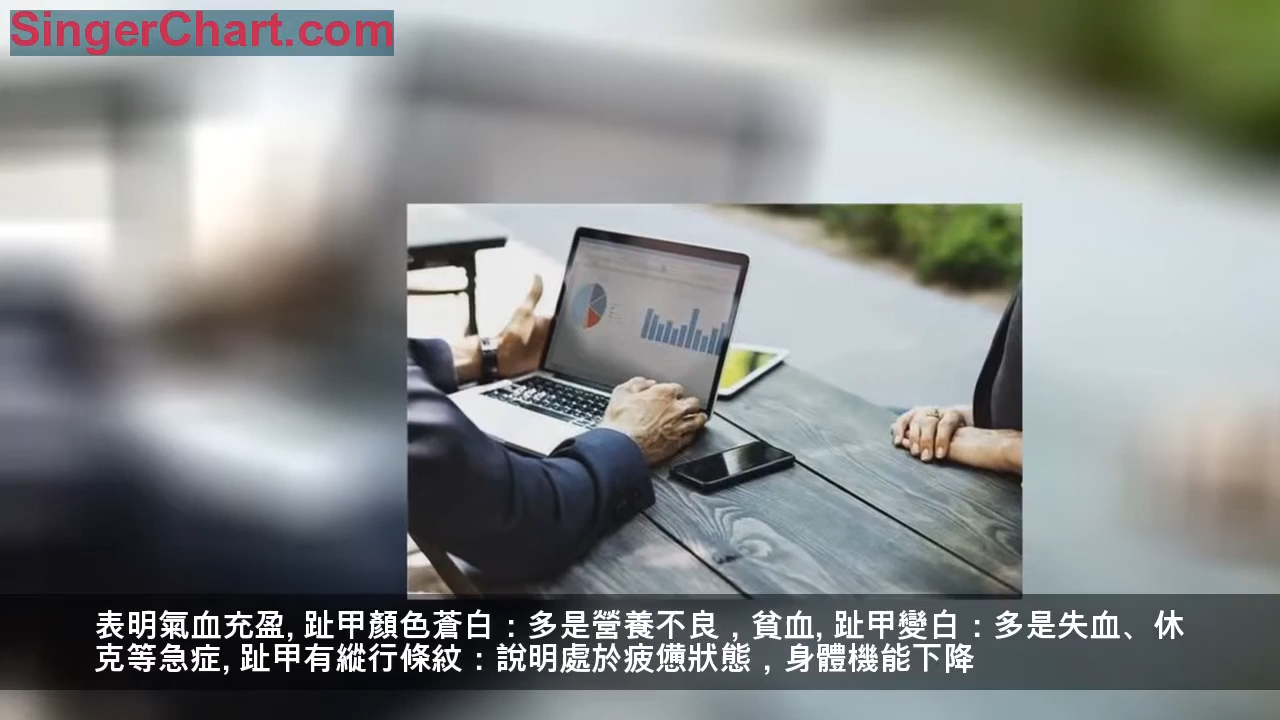 SingerChart.com
表明氣血充盈, 趾甲顏色蒼白：多是營養不良，貧血, 趾甲變白：多是失血、休
克等急症, 趾甲有縱行條紋：說明處於疲憊狀態，身體機能下降